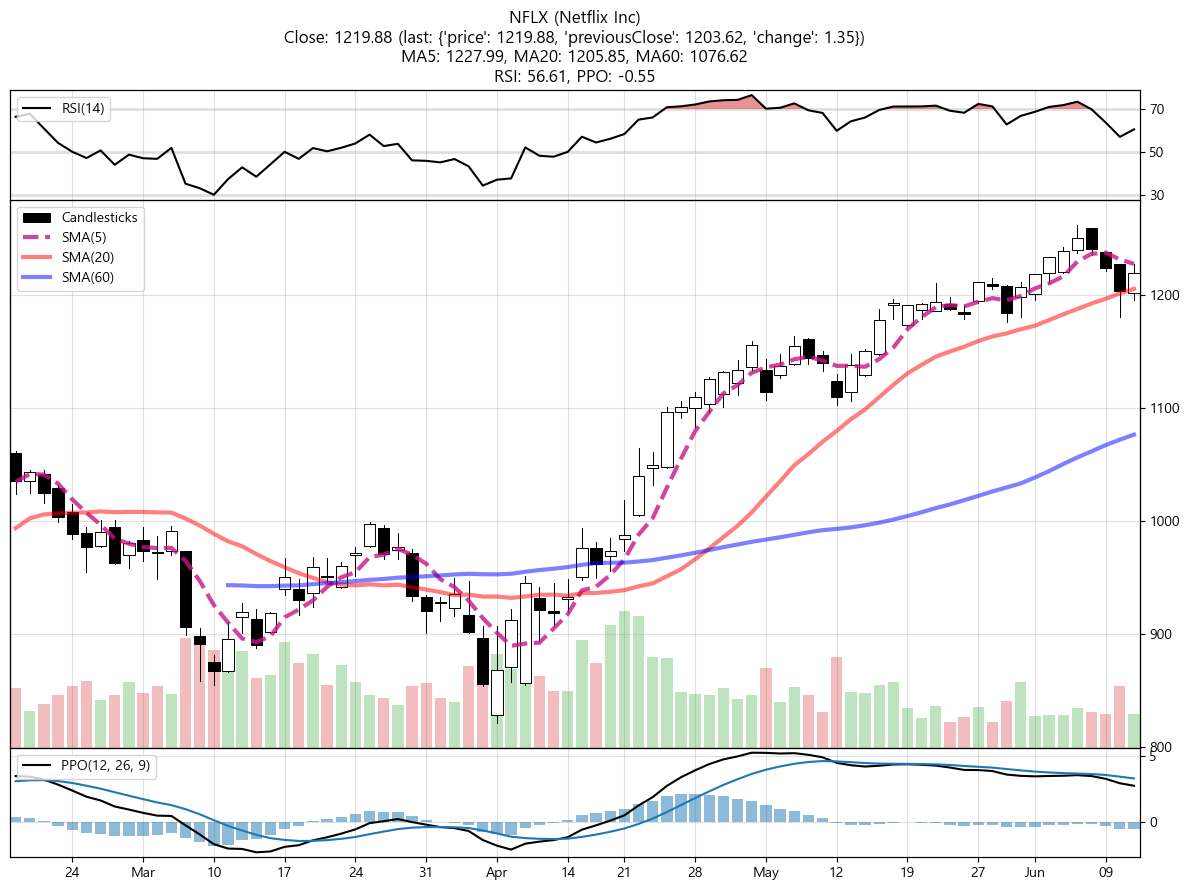 NFLX (Netflix Inc)
Close: 1219.88 (last: {'price': 1219.88, 'previousClose': 1203.62, 'change': 1.35})
MA5: 1227.99, MA20: 1205.85, MA60: 1076.62
RSI: 56.61, PPO: -0.55
RSI(14)
70
50
30
Candlesticks
SMA(5)
SMA(20)
SMA(60)
1200
1100
1000
900
800
PPO(12, 26, 9)
5
0
24 Mar 10 17 24 31 Apr 14 21 28 May 12 19 27 Jun 09